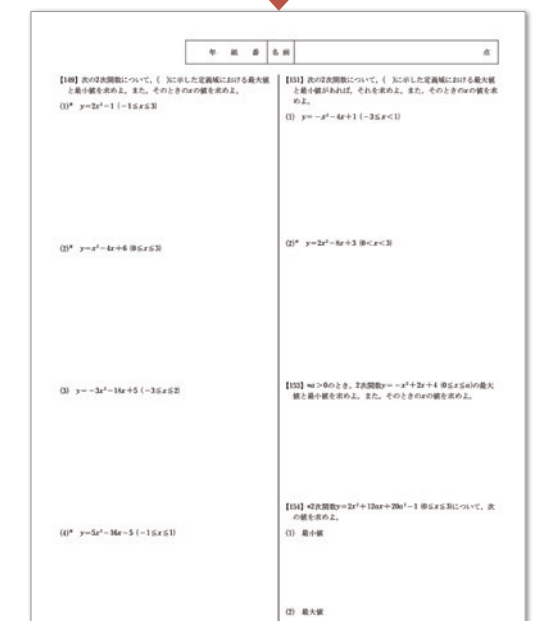 年 組 番 名前 点
【149】次の2次関数について，( )に示した定義域における最大値
と最小値を求めよ。また，そのときのxの値を求めよ。
(1)* y=2x²−1 (−1≦x≦3)
(2)* y=x²−4x+6 (0≦x≦3)
(3) y=−3x²−14x+5 (−3≦x≦2)
(4)* y=5x²−16x−5 (−1≦x≦1)
【151】次の2次関数について，( )に示した定義域における最大値
と最小値があれば，それを求めよ。また，そのときのxの値を求
めよ。
(1) y=−x²−4x+1 (−3≦x<1)
(2)* y=2x²−8x+3 (0<x<3)
【153】*a>0のとき，2次関数y=−x²+2x+4 (0≦x≦a)の最大
値と最小値を求めよ。また，そのときのxの値を求めよ。
【154】*2次関数y=2x²+12ax+20a²−1 (0≦x≦3)について，次
の値を求めよ。
(1) 最小値
(2) 最大値